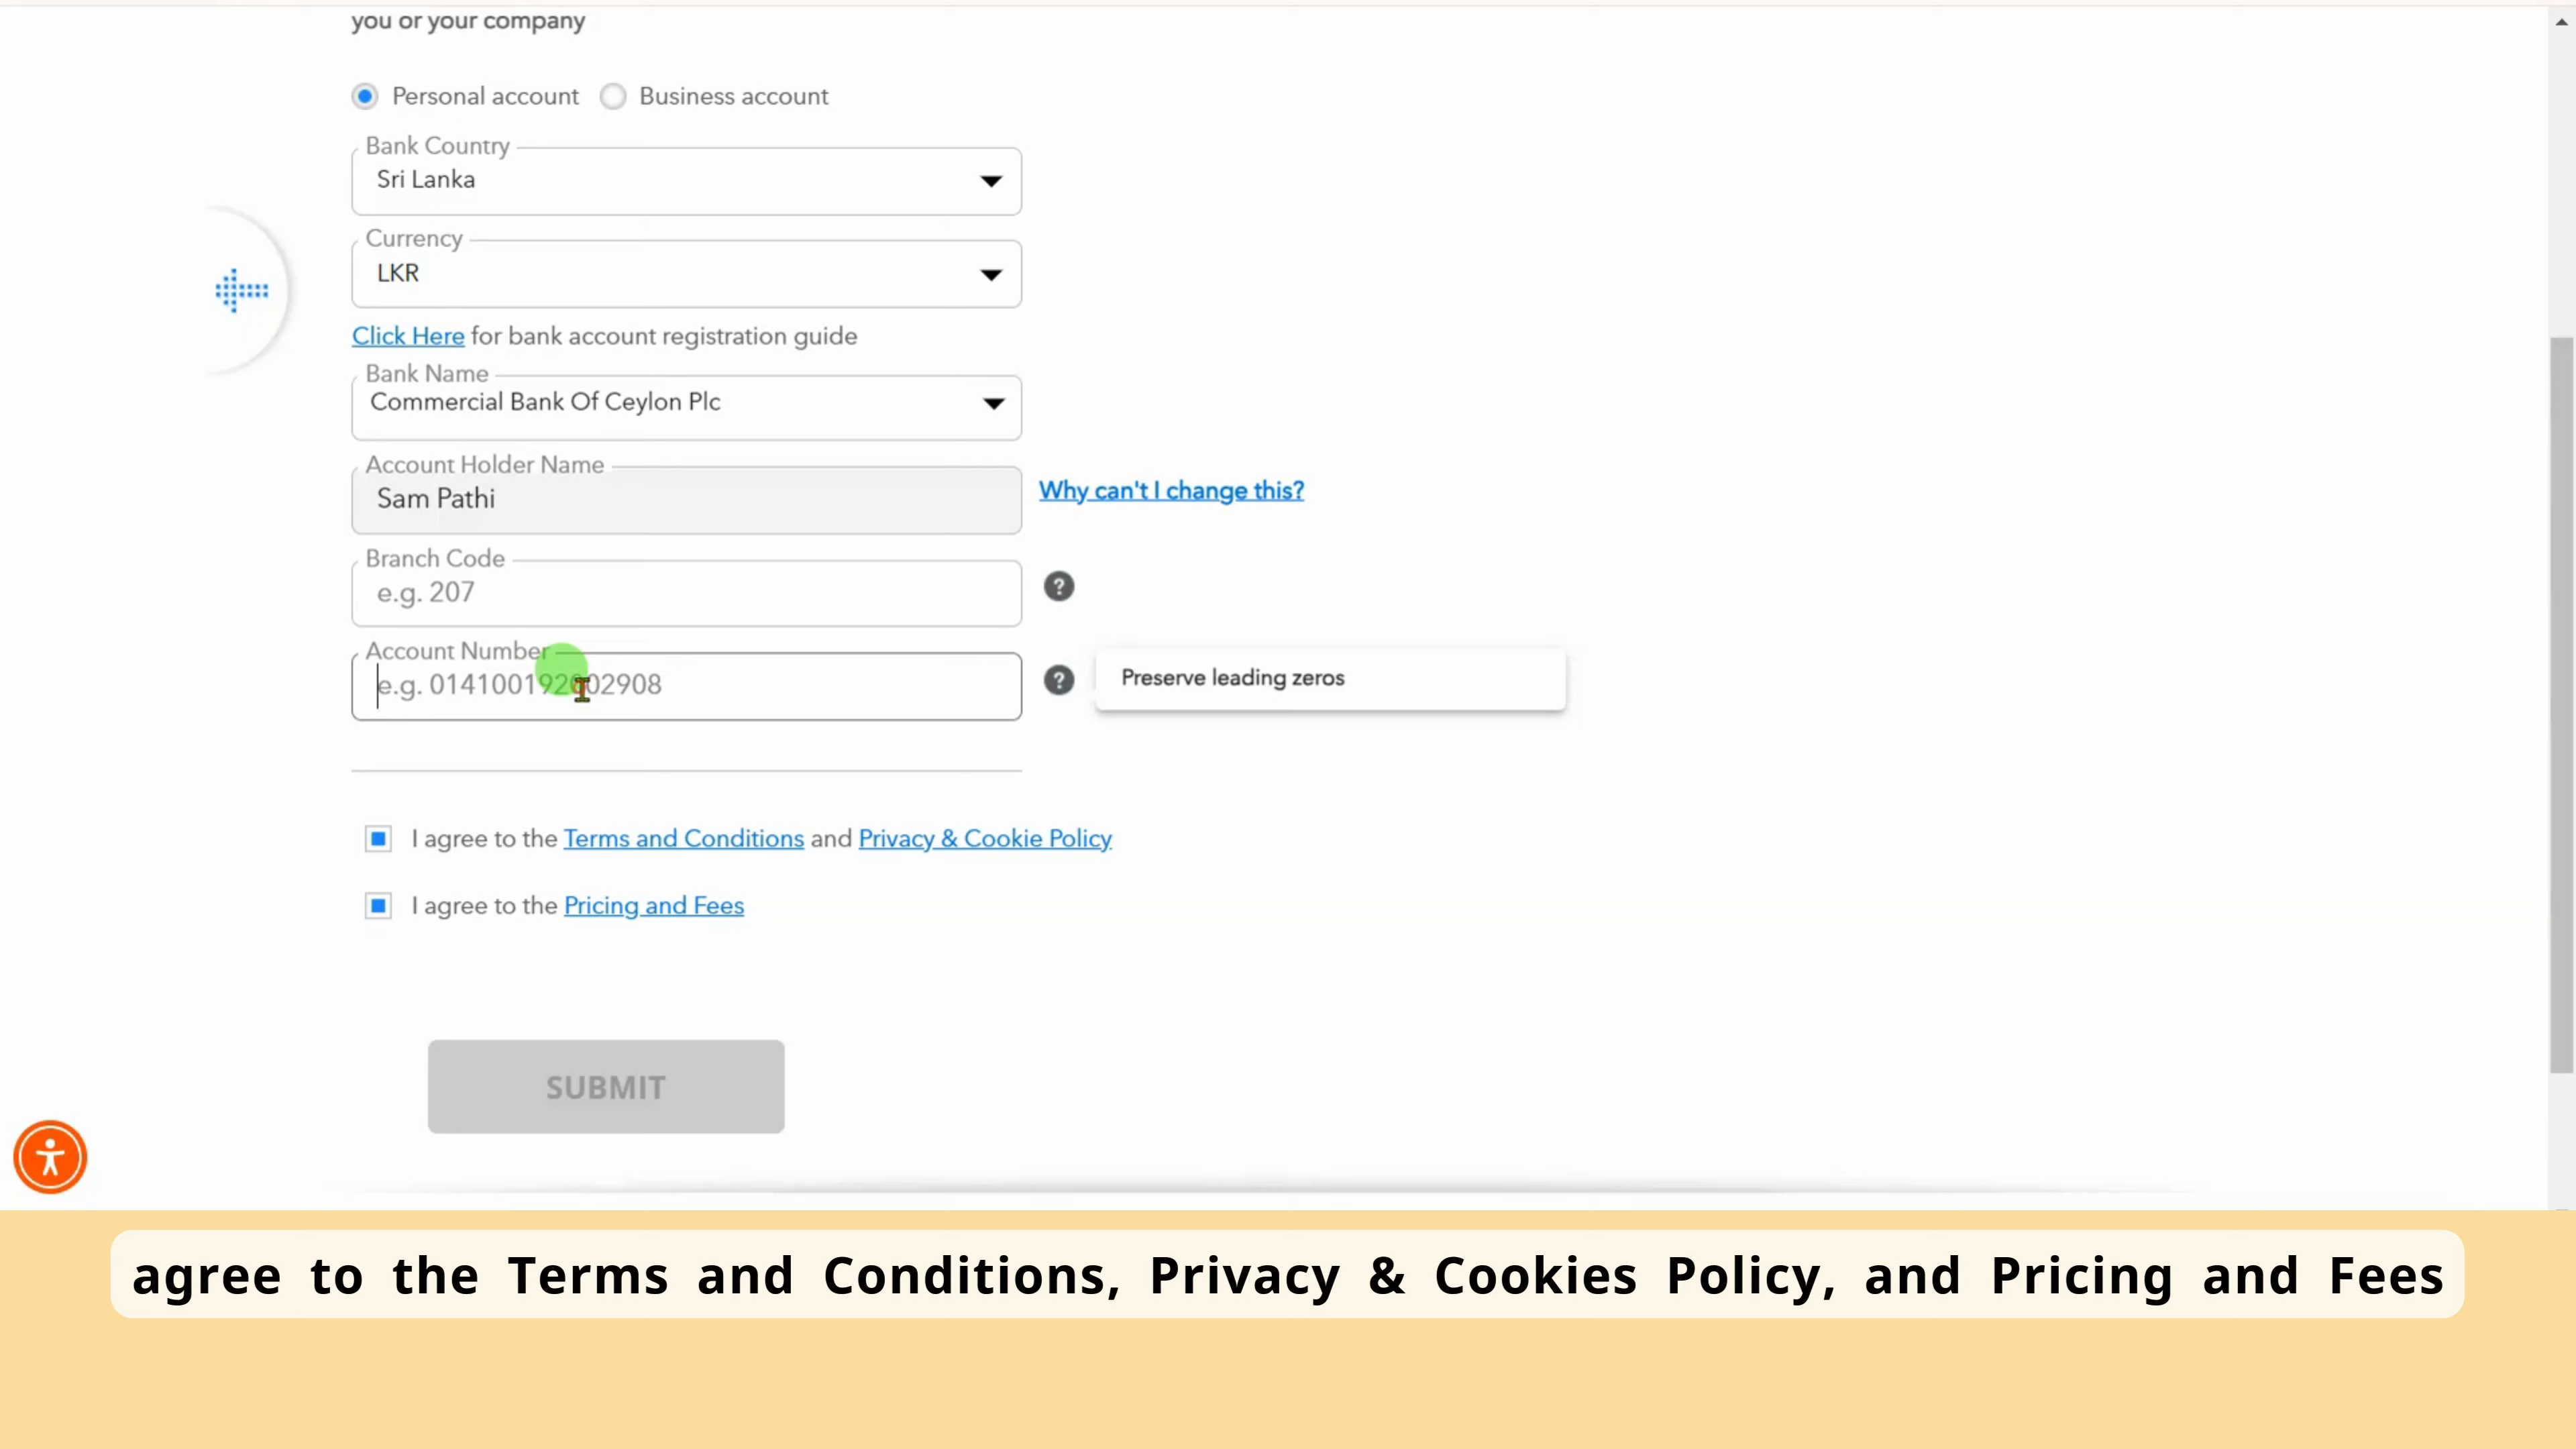 you or your company
Personal account Business account
Bank Country
Sri Lanka
Currency
LKR
Click Here for bank account registration guide
Bank Name
Commercial Bank Of Ceylon Plc
Account Holder Name
Sam Pathi
Why can't I change this?
Branch Code
e.g. 207
?
Account Number
e.g. 014100192002908
?
Preserve leading zeros
I agree to the Terms and Conditions and Privacy & Cookie Policy
I agree to the Pricing and Fees
SUBMIT
agree to the Terms and Conditions, Privacy & Cookies Policy, and Pricing and Fees